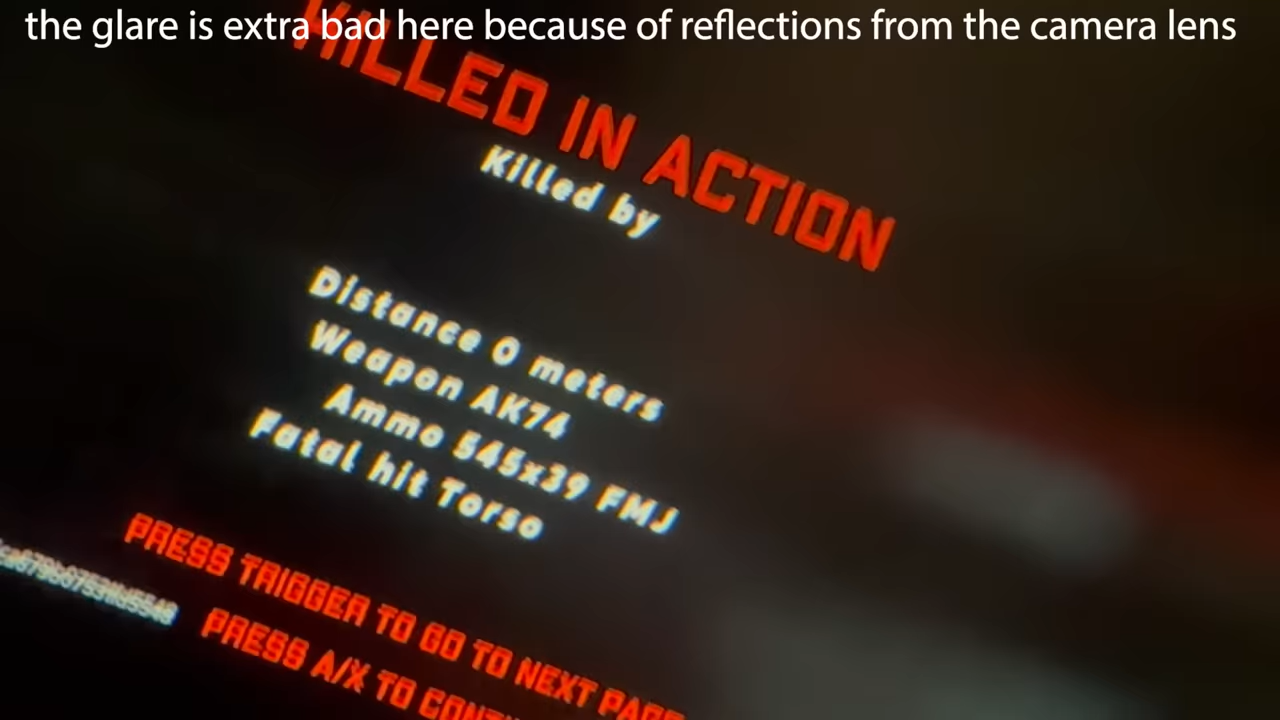 the glare is extra bad here because of reflections from the camera lens
KILLED IN ACTION
Killed by
Distance 0 meters
Weapon AK74
Ammo 545x39 FMJ
Fatal hit Torso
PRESS TRIGGER TO GO TO NEXT PAGE
PRESS A/X TO